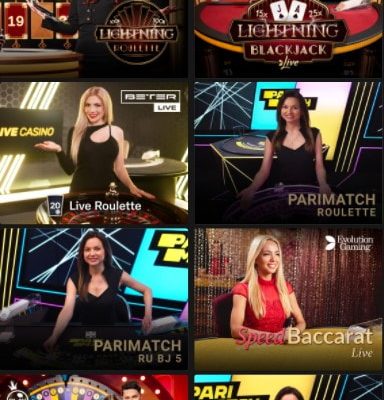 19
LIGHTNING
ROULETTE
15x
A
J
25x
LIGHTNING
BLACKJACK
Live
LIVE CASINO
BETER
LIVE
20
Live Roulette
PARIMATCH
ROULETTE
PARIMATCH
RU BJ 5
Evolution
Gaming
Speed Baccarat
Live